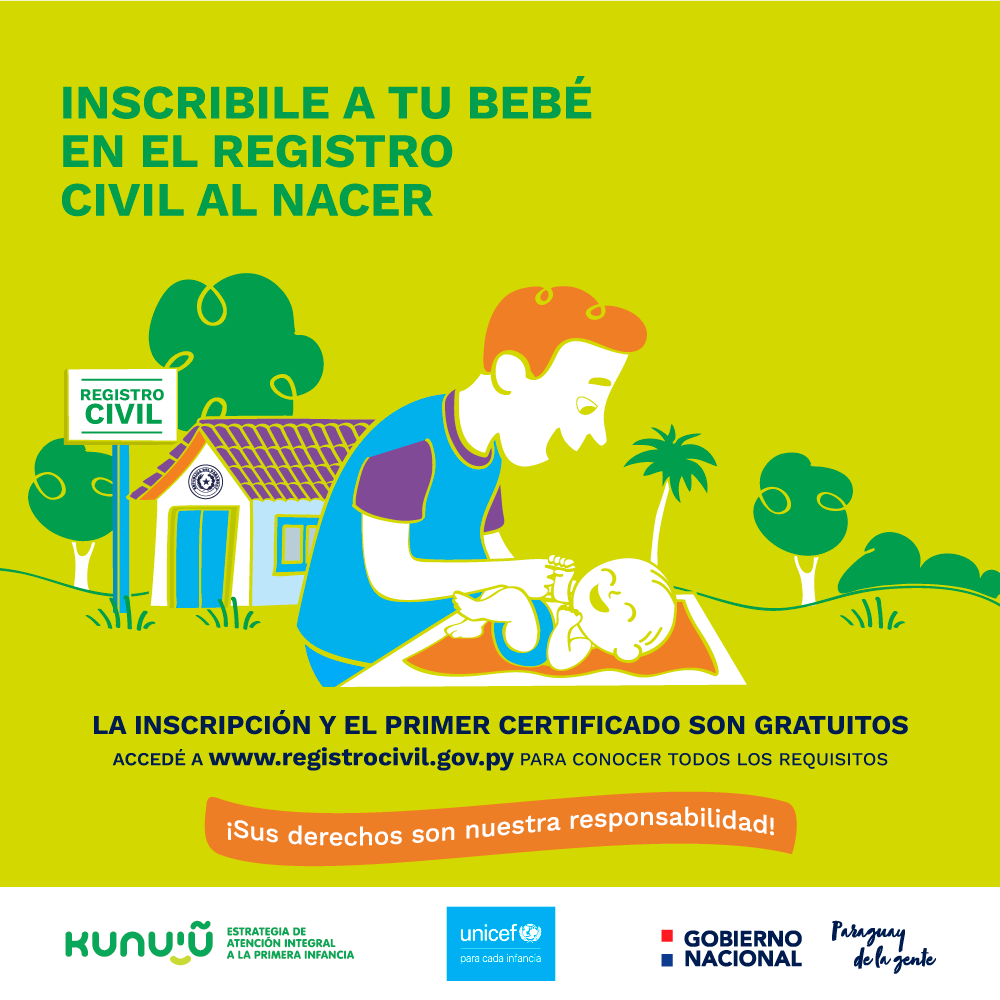 INSCRIBILE A TU BEBÉ
EN EL REGISTRO
CIVIL AL NACER
REGISTRO
CIVIL
LA INSCRIPCIÓN Y EL PRIMER CERTIFICADO SON GRATUITOS
ACCEDÉ A www.registrocivil.gov.py PARA CONOCER TODOS LOS REQUISITOS
¡Sus derechos son nuestra responsabilidad!
KUNU'Ũ
ESTRATEGIA DE
ATENCIÓN INTEGRAL
A LA PRIMERA INFANCIA
unicef
para cada infancia
GOBIERNO
NACIONAL
Paraguay
de la gente